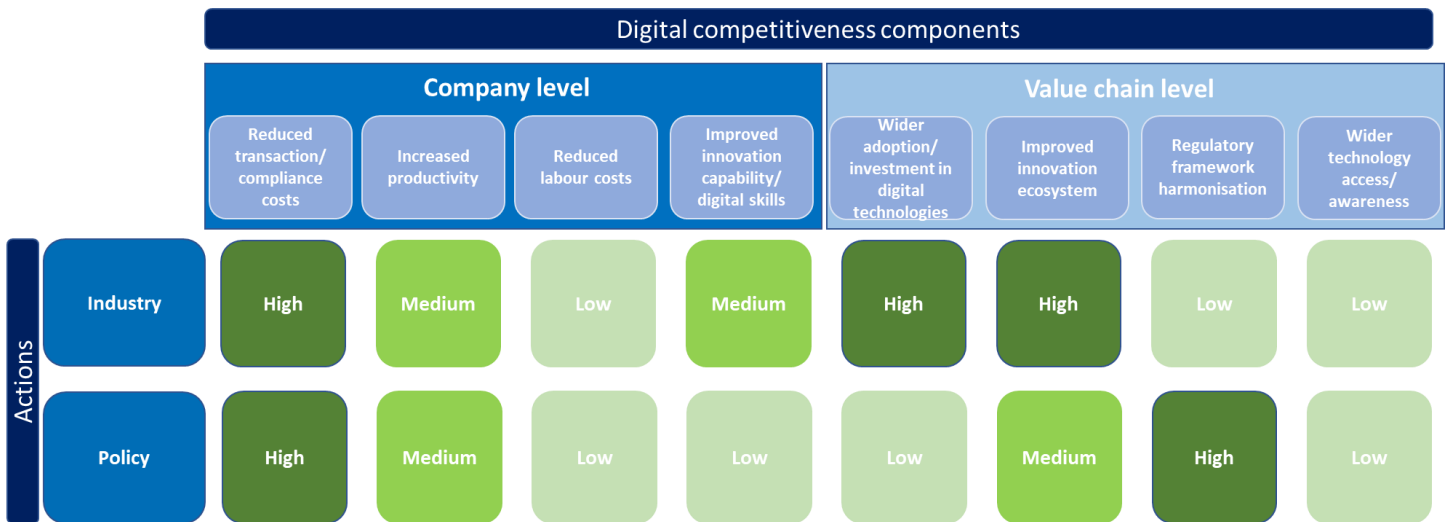 Digital competitiveness components
Company level
Value chain level
Reduced
transaction/
compliance
costs
Increased
productivity
Reduced
labour costs
Improved
innovation
capability/
digital skills
Wider
adoption/
investment in
digital
technologies
Improved
innovation
ecosystem
Regulatory
framework
harmonisation
Wider
technology
access/
awareness
Actions
Industry
High
Medium
Low
Medium
High
High
Low
Low
Policy
High
Medium
Low
Low
Low
Medium
High
Low